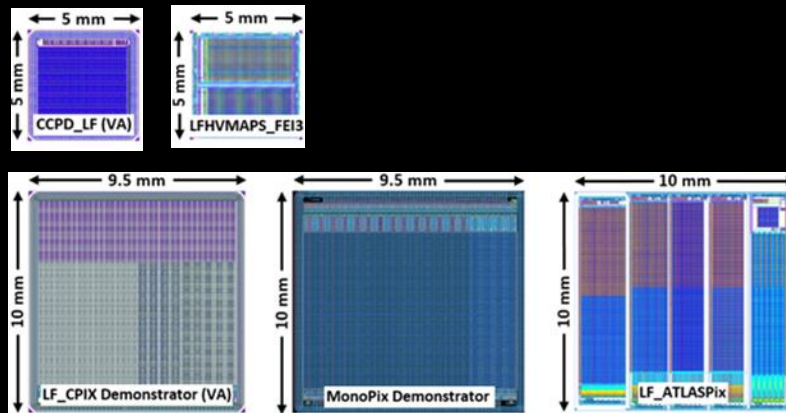 5 mm
5 mm
5 mm
5 mm
CCPD_LF (VA)
LFHVMAPS_FEI3
9.5 mm
9.5 mm
10 mm
10 mm
10 mm
10 mm
LF_CPIX Demonstrator (VA)
MonoPix Demonstrator
LF_ATLASPix